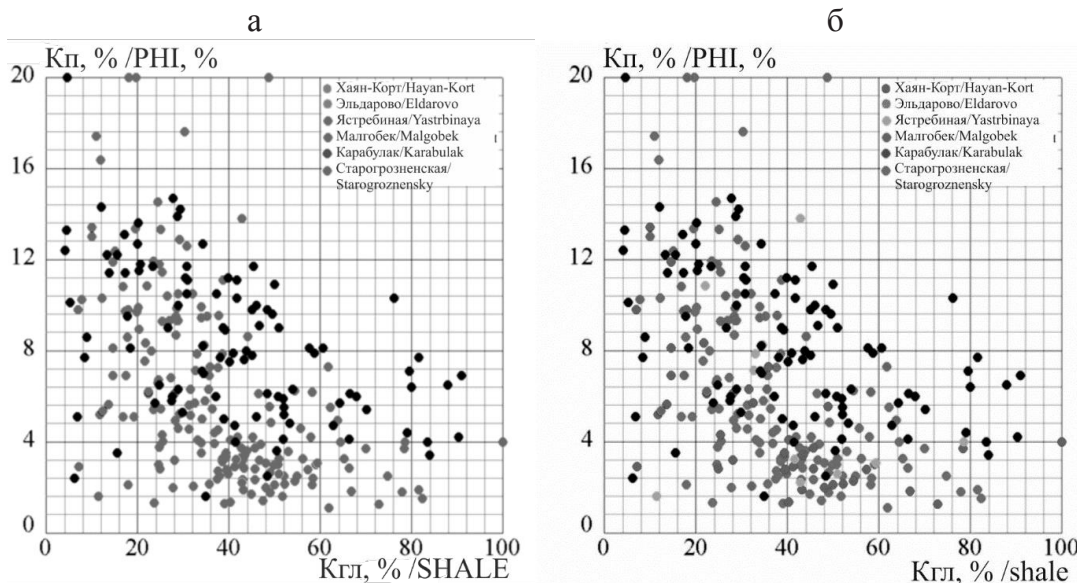 а
Кп, % /PHI, %
20
16
12
8
4
0
0 20 40 60 80 100
Кгл, % /SHALE
Хаян-Корт/Hayan-Kort
Эльдарово/Eldarovo
Ястребиная/Yastrbinaya
Малгобек/Malgobek
Карабулак/Karabulak
Старогрозненская/
Starogroznensky
б
Кп, % /PHI, %
20
16
12
8
4
0
0 20 40 60 80 100
Кгл, % /shale
Хаян-Корт/Hayan-Kort
Эльдарово/Eldarovo
Ястребиная/Yastrbinaya
Малгобек/Malgobek
Карабулак/Karabulak
Старогрозненская/
Starogroznensky